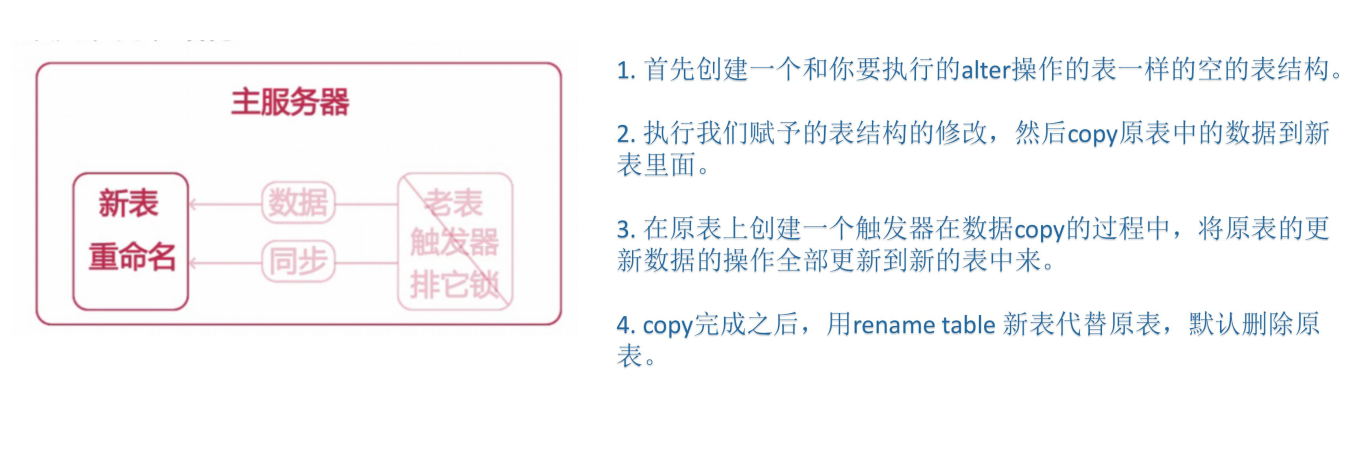 主服务器
新表
重命名
数据
同步
老表
触发器
排它锁
1. 首先创建一个和你要执行的alter操作的表一样的空的表结构。
2. 执行我们赋予的表结构的修改，然后copy原表中的数据到新
表里面。
3. 在原表上创建一个触发器在数据copy的过程中，将原表的更
新数据的操作全部更新到新的表中来。
4. copy完成之后，用rename table 新表代替原表，默认删除原
表。